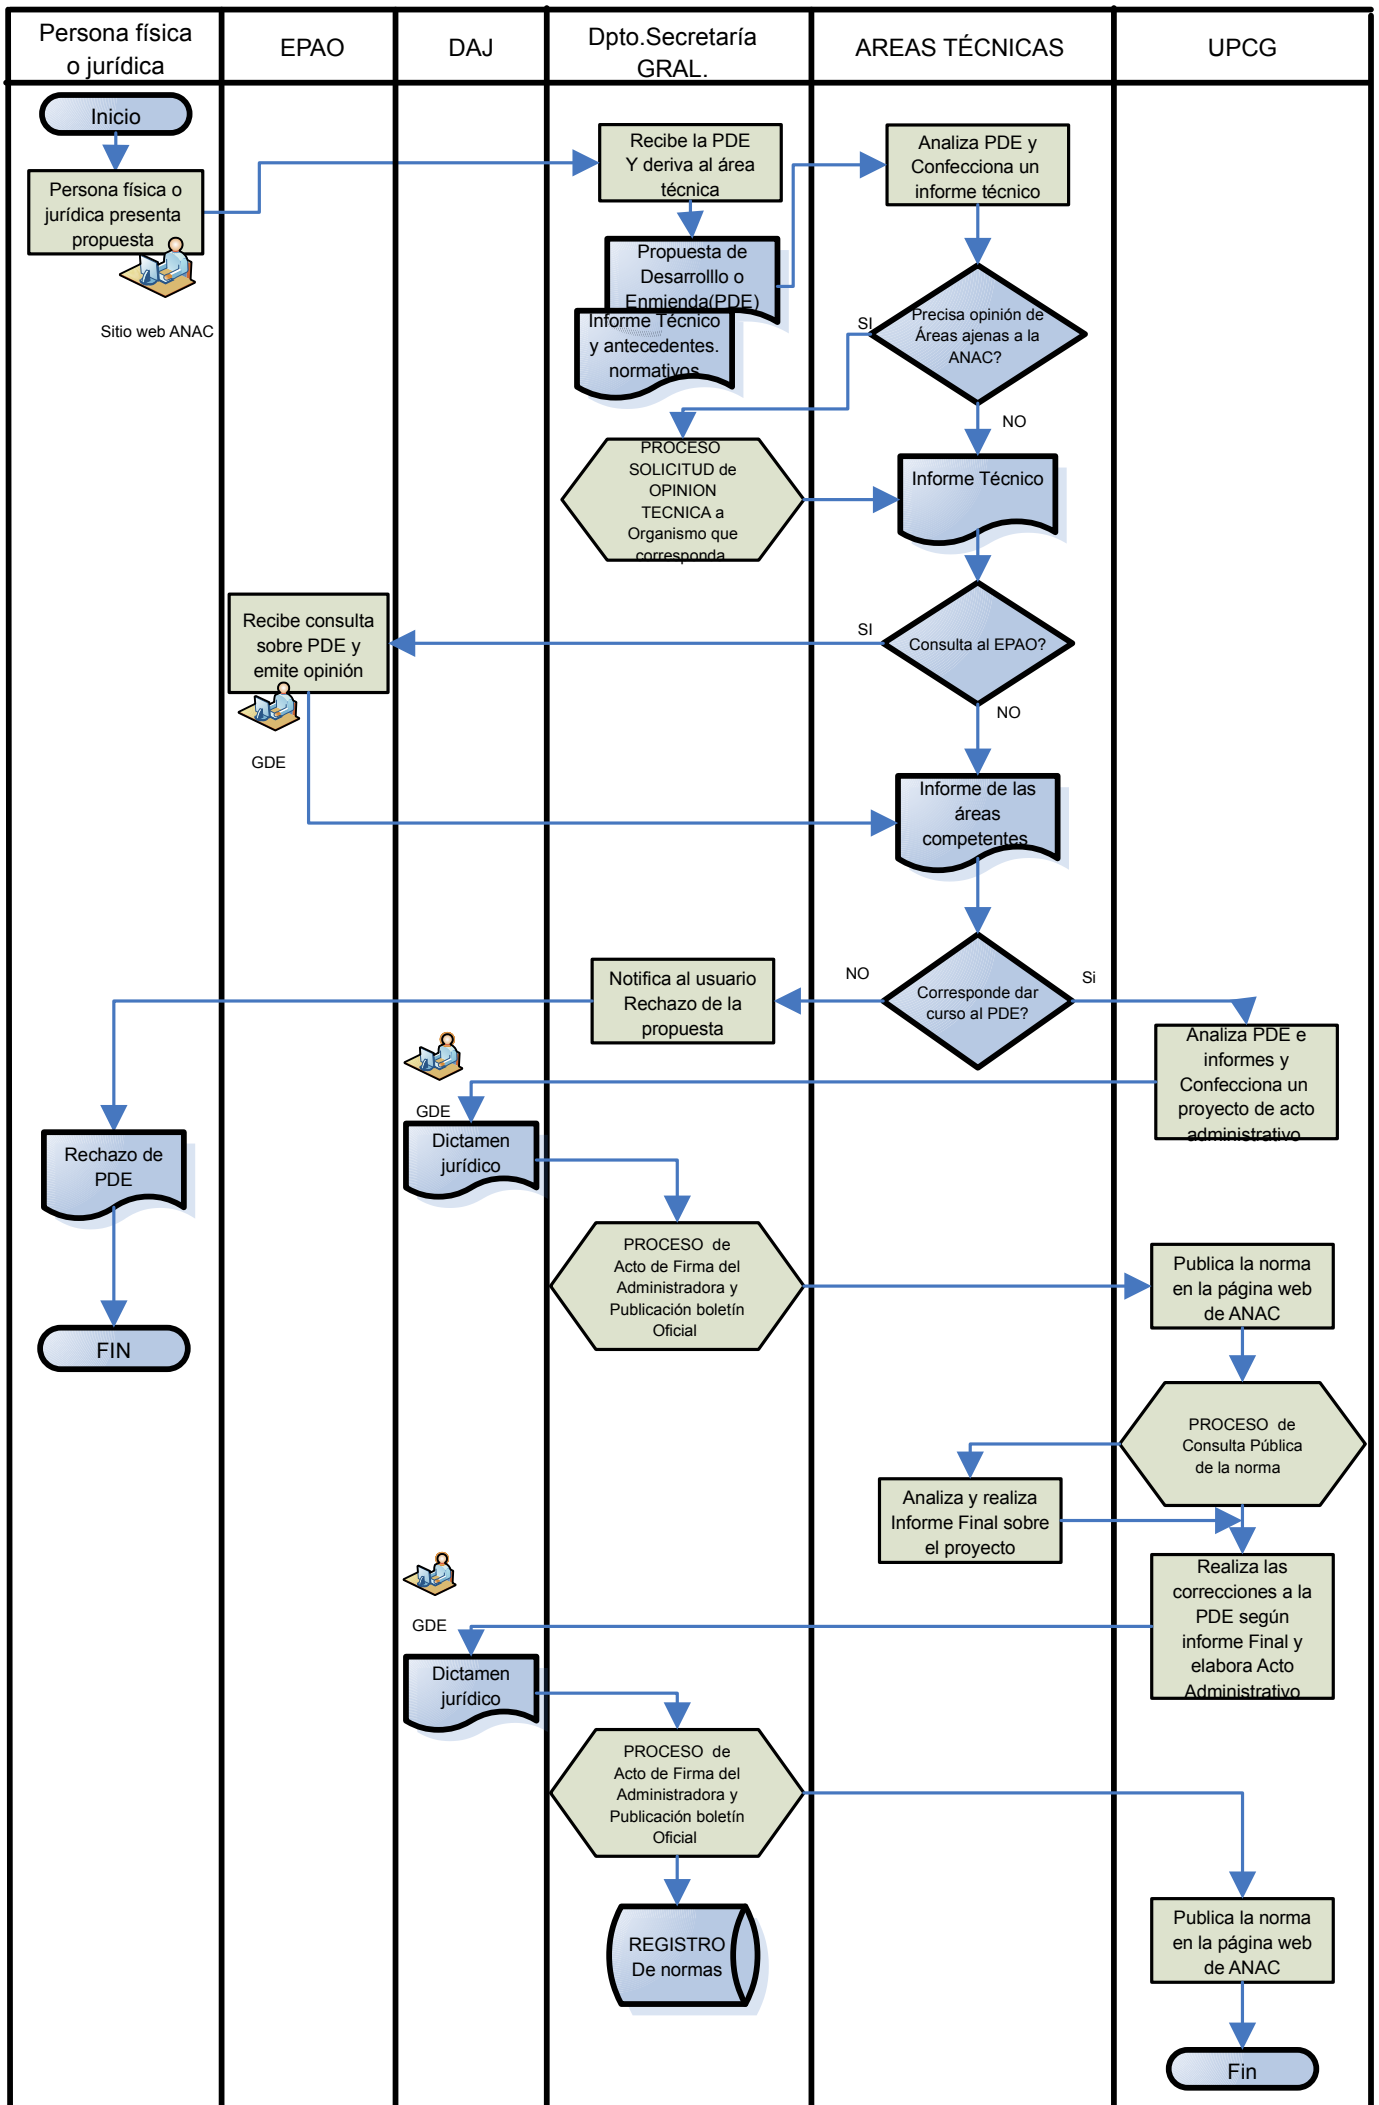 Persona física
o jurídica
EPAO
DAJ
Dpto.Secretaría
GRAL.
AREAS TÉCNICAS
UPCG
Inicio
Persona física o
jurídica presenta
propuesta
Sitio web ANAC
Recibe la PDE
Y deriva al área
técnica
Analiza PDE y
Confecciona un
informe técnico
Propuesta de
Desarrolllo o
Enmienda(PDE)
Informe Técnico
y antecedentes.
normativos
Precisa opinión de
Áreas ajenas a la
ANAC?
SI
NO
PROCESO
SOLICITUD de
OPINION
TECNICA a
Organismo que
corresponda
Informe Técnico
Recibe consulta
sobre PDE y
emite opinión
GDE
SI
Consulta al EPAO?
NO
Informe de las
áreas
competentes
Notifica al usuario
Rechazo de la
propuesta
NO
Corresponde dar
curso al PDE?
Si
Analiza PDE e
informes y
Confecciona un
proyecto de acto
administrativo
GDE
Dictamen
jurídico
Rechazo de
PDE
FIN
PROCESO  de
Acto de Firma del
Administradora y
Publicación boletín
Oficial
Publica la norma
en la página web
de ANAC
PROCESO  de
Consulta Pública
de la norma
Analiza y realiza
Informe Final sobre
el proyecto
Realiza las
correcciones a la
PDE según
informe Final y
elabora Acto
Administrativo
GDE
Dictamen
jurídico
PROCESO  de
Acto de Firma del
Administradora y
Publicación boletín
Oficial
REGISTRO
De normas
Publica la norma
en la página web
de ANAC
Fin